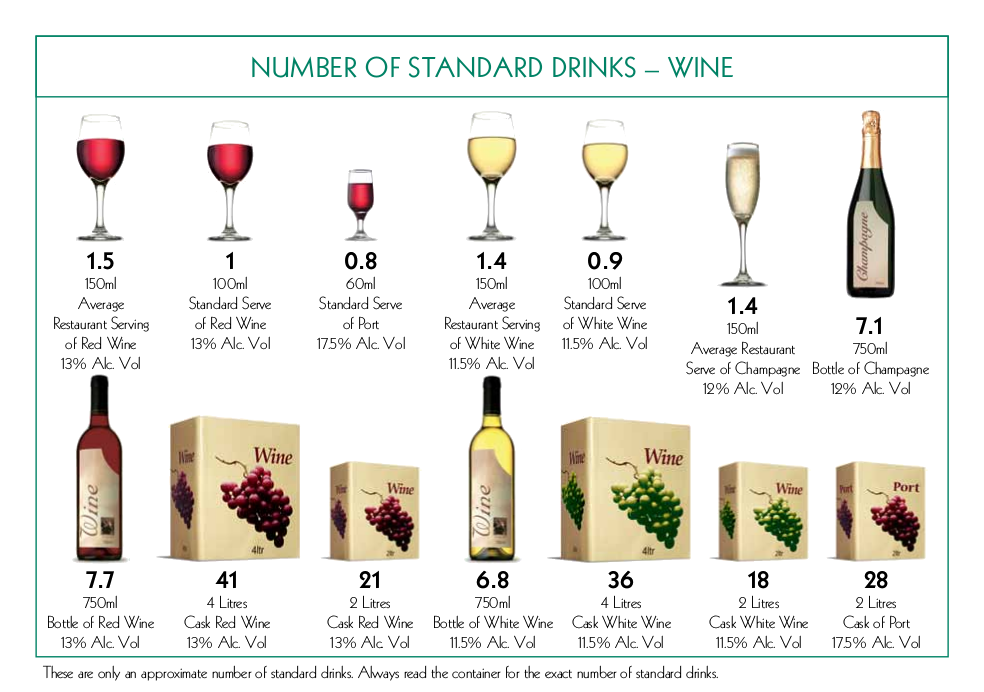 NUMBER OF STANDARD DRINKS – WINE
1.5
150ml
Average
Restaurant Serving
of Red Wine
13% Alc. Vol
1
100ml
Standard Serve
of Red Wine
13% Alc. Vol
0.8
60ml
Standard Serve
of Port
17.5% Alc. Vol
1.4
150ml
Average
Restaurant Serving
of White Wine
11.5% Alc. Vol
0.9
100ml
Standard Serve
of White Wine
11.5% Alc. Vol
1.4
150ml
Average Restaurant
Serve of Champagne
12% Alc. Vol
Champagne
7.1
750ml
Bottle of Champagne
12% Alc. Vol
Wine
7.7
750ml
Bottle of Red Wine
13% Alc. Vol
Wine
Wine
4ltr
41
4 Litres
Cask Red Wine
13% Alc. Vol
Wine
Wine
2ltr
21
2 Litres
Cask Red Wine
13% Alc. Vol
Wine
6.8
750ml
Bottle of White Wine
11.5% Alc. Vol
Wine
Wine
4ltr
36
4 Litres
Cask White Wine
11.5% Alc. Vol
Wine
Wine
2ltr
18
2 Litres
Cask White Wine
11.5% Alc. Vol
Port
Port
2ltr
28
2 Litres
Cask of Port
17.5% Alc. Vol
These are only an approximate number of standard drinks. Always read the container for the exact number of standard drinks.